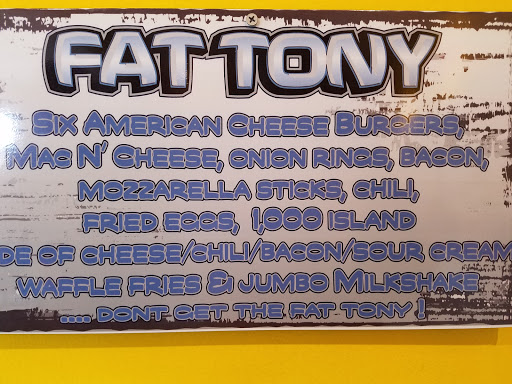 FAT TONY
SIX AMERICAN CHEESE BURGERS,
MAC N' CHEESE, ONION RINGS, BACON,
MOZZARELLA STICKS, CHILI,
FRIED EGGS, 1,000 ISLAND
DE OF CHEESE/CHILI/BACON/SOUR CREAM
WAFFLE FRIES & JUMBO MILKSHAKE
.... DONT GET THE FAT TONY !